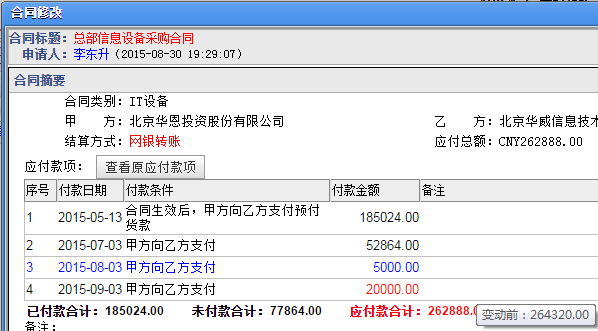 合同修改
合同标题：总部信息设备采购合同
申请人：李东升（2015-08-30 19:29:07）
合同摘要
合同类别：IT设备
甲 方：北京华恩投资股份有限公司 乙 方：北京华威信息技术
结算方式：网银转账 应付总额：CNY262888.00
应付款项： 查看原应付款项
序号 付款日期 付款条件 付款金额 备注
1 2015-05-13 合同生效后，甲方向乙方支付预付 185024.00
货款
2 2015-07-03 甲方向乙方支付 52864.00
3 2015-08-03 甲方向乙方支付 5000.00
4 2015-09-03 甲方向乙方支付 20000.00
已付款合计：185024.00 未付款合计：77864.00 应付款合计：262888.0
变动前：264320.00
备注：